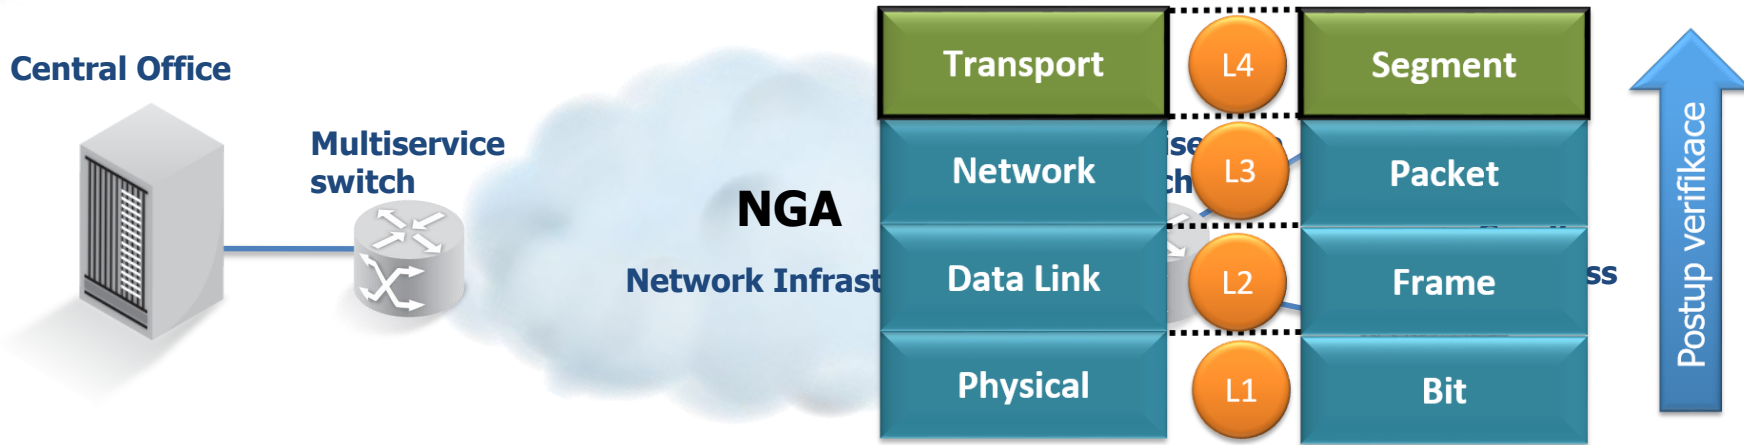 Central Office
Multiservice
switch
NGA
Network Infrast
Transport
L4
Segment
Network
L3
Packet
Data Link
L2
Frame
ss
Physical
L1
Bit
Postup verifikace